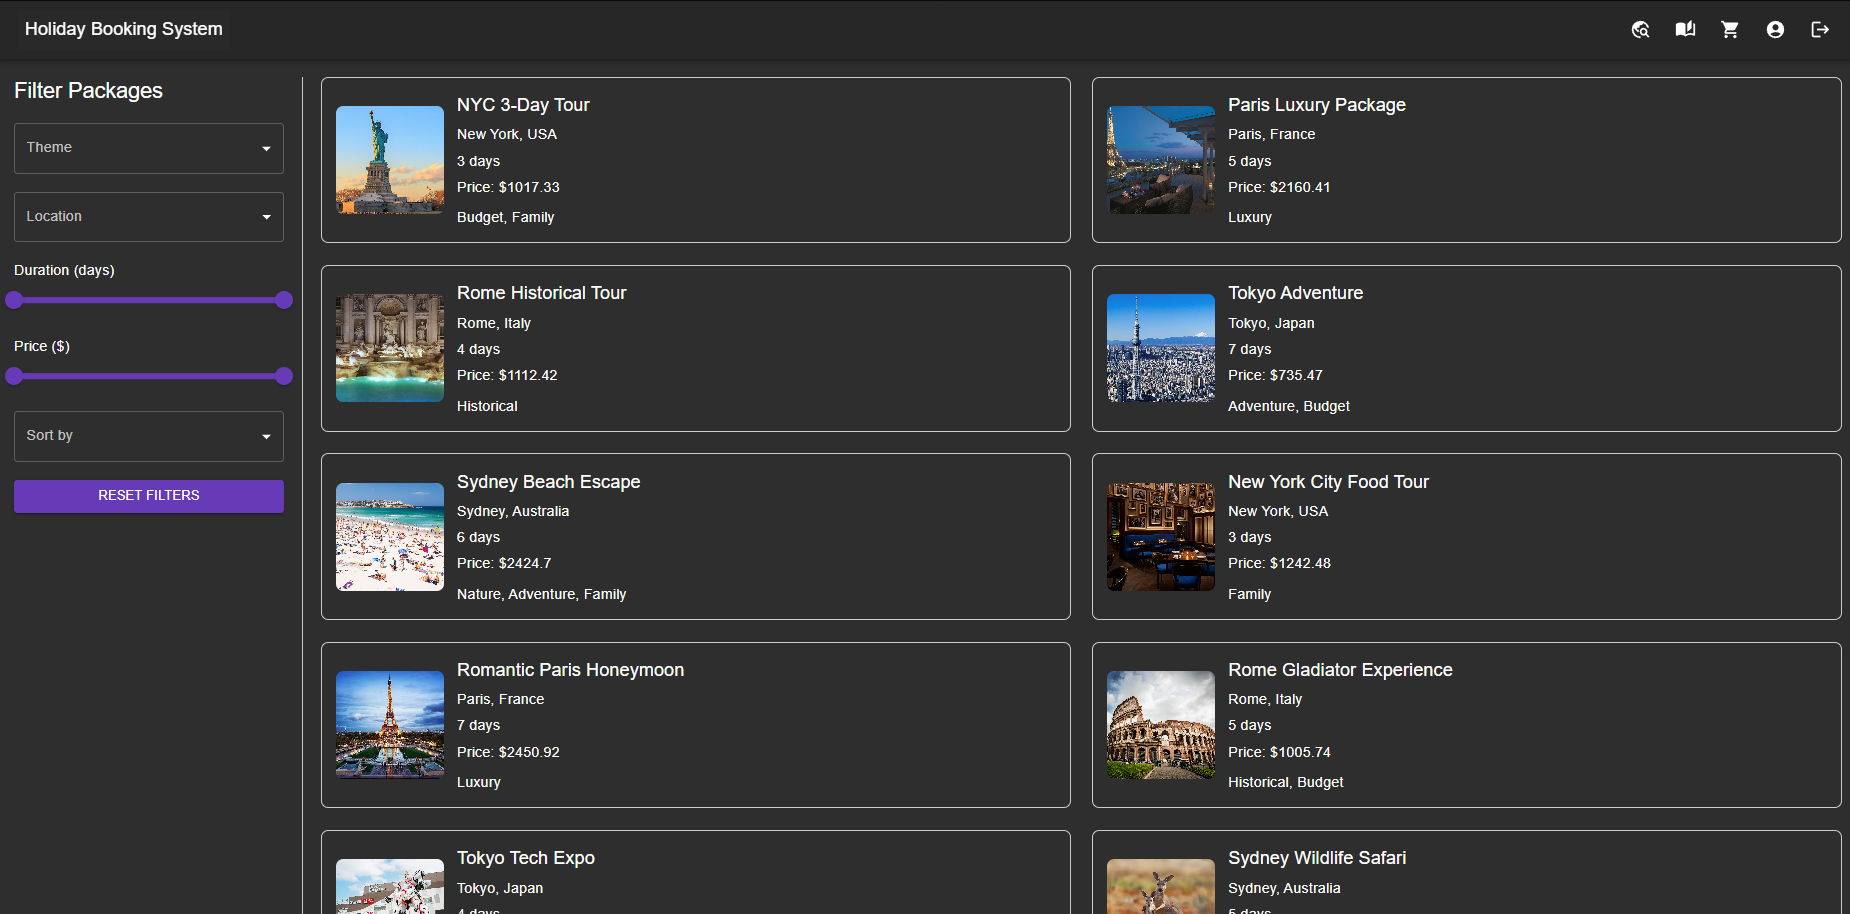 Holiday Booking System
Filter Packages
Theme
Location
Duration (days)
Price ($)
Sort by
RESET FILTERS
NYC 3-Day Tour
New York, USA
3 days
Price: $1017.33
Budget, Family
Paris Luxury Package
Paris, France
5 days
Price: $2160.41
Luxury
Rome Historical Tour
Rome, Italy
4 days
Price: $1112.42
Historical
Tokyo Adventure
Tokyo, Japan
7 days
Price: $735.47
Adventure, Budget
Sydney Beach Escape
Sydney, Australia
6 days
Price: $2424.7
Nature, Adventure, Family
New York City Food Tour
New York, USA
3 days
Price: $1242.48
Family
Romantic Paris Honeymoon
Paris, France
7 days
Price: $2450.92
Luxury
Rome Gladiator Experience
Rome, Italy
5 days
Price: $1005.74
Historical, Budget
Tokyo Tech Expo
Tokyo, Japan
4 days
Sydney Wildlife Safari
Sydney, Australia
5 days